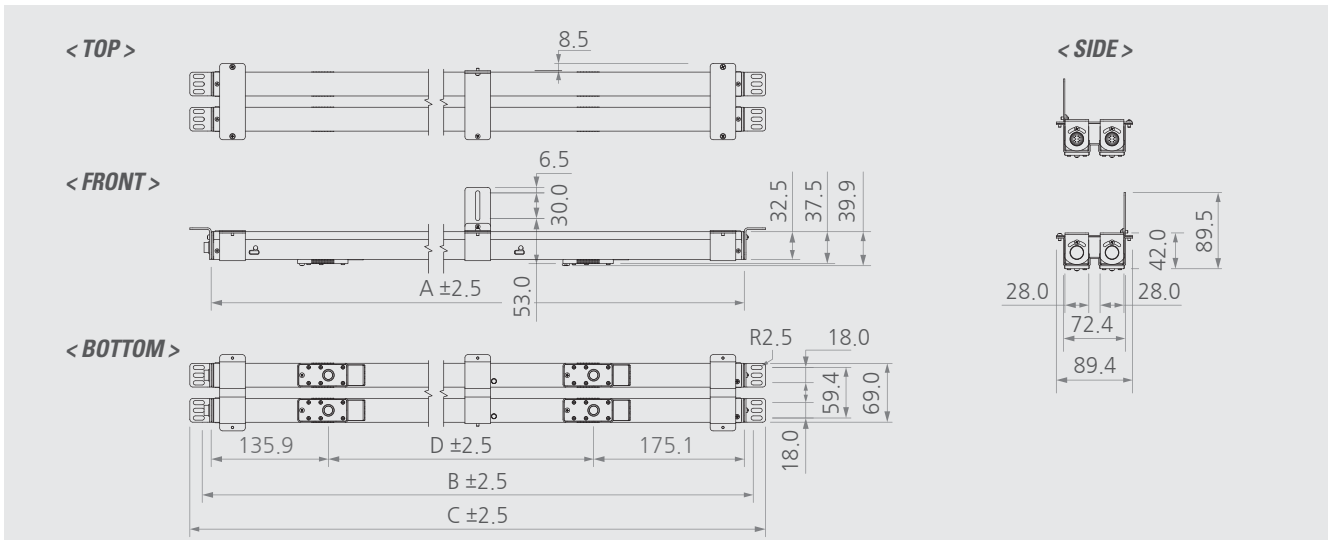 < TOP >
8.5
< SIDE >
< FRONT >
6.5
30.0
53.0
32.5
37.5
39.9
A ±2.5
89.5
42.0
28.0
28.0
72.4
89.4
< BOTTOM >
R2.5
18.0
59.4
69.0
18.0
135.9
D ±2.5
175.1
B ±2.5
C ±2.5